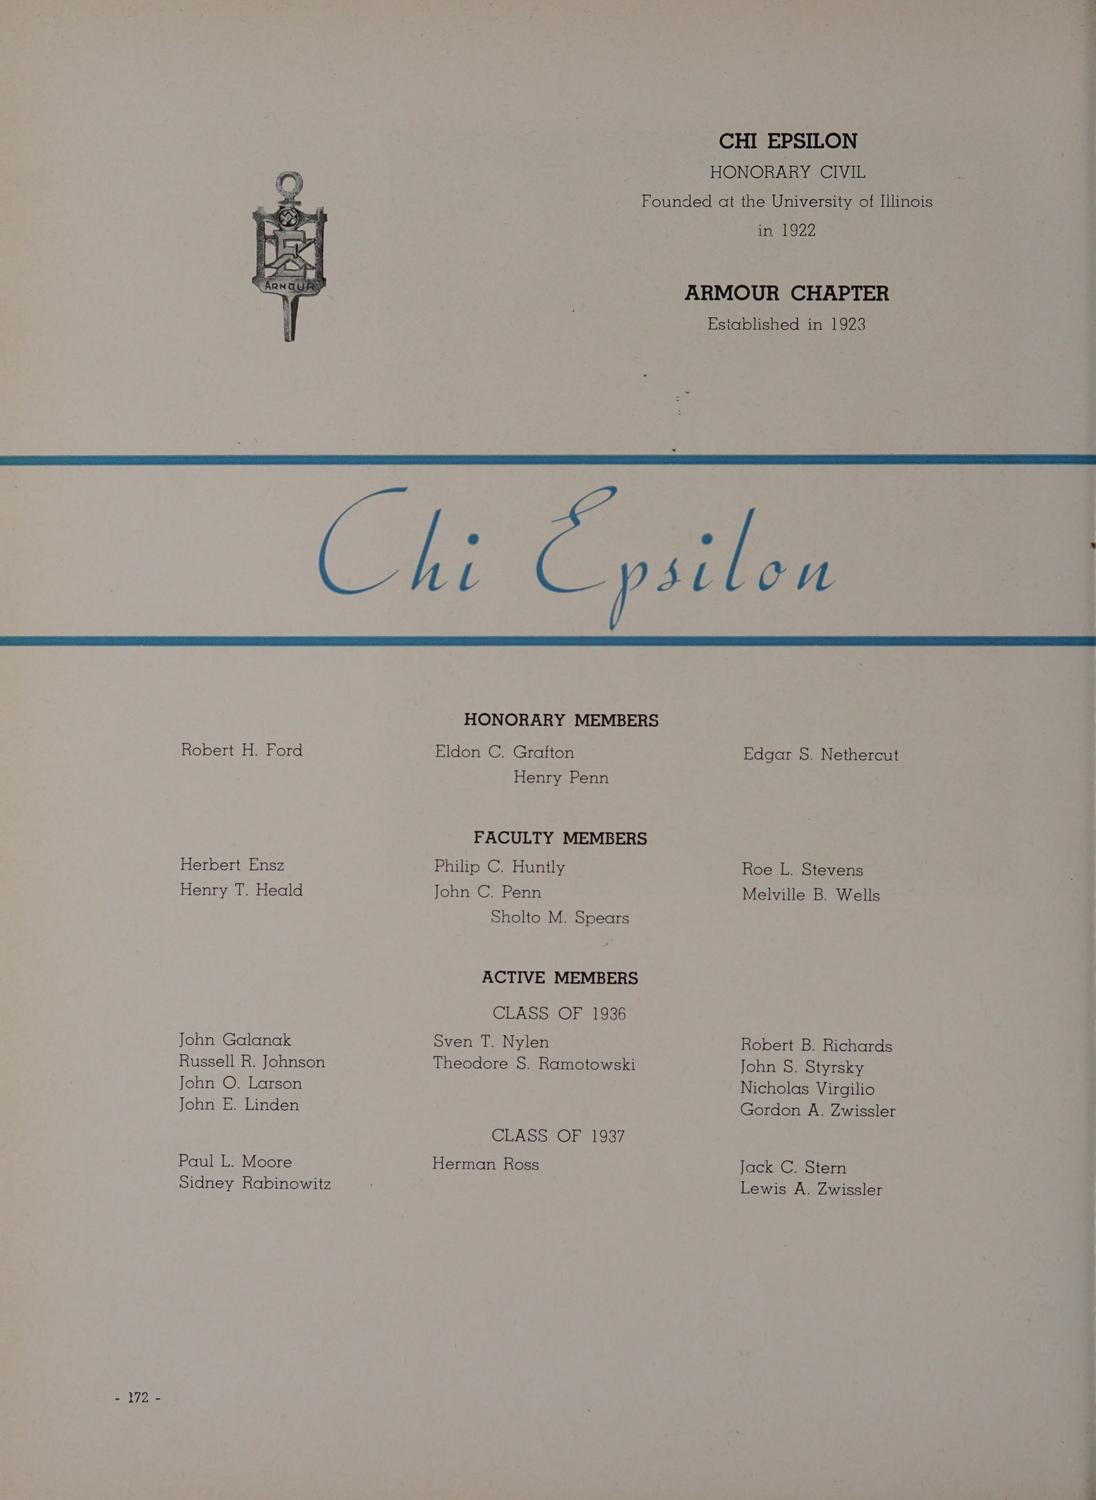 CHI EPSILON
HONORARY CIVIL
Founded at the University of Illinois
in 1922
ARMOUR
ARMOUR CHAPTER
Established in 1923
Chi Epsilon
HONORARY MEMBERS
Robert H. Ford Eldon C. Grafton Edgar S. Nethercut
Henry Penn
FACULTY MEMBERS
Herbert Ensz Philip C. Huntly Roe L. Stevens
Henry T. Heald John C. Penn Melville B. Wells
Sholto M. Spears
ACTIVE MEMBERS
CLASS OF 1936
John Galanak Sven T. Nylen Robert B. Richards
Russell R. Johnson Theodore S. Ramotowski John S. Styrsky
John O. Larson Nicholas Virgilio
John E. Linden Gordon A. Zwissler
CLASS OF 1937
Paul L. Moore Herman Ross Jack C. Stern
Sidney Rabinowitz Lewis A. Zwissler
- 172 -